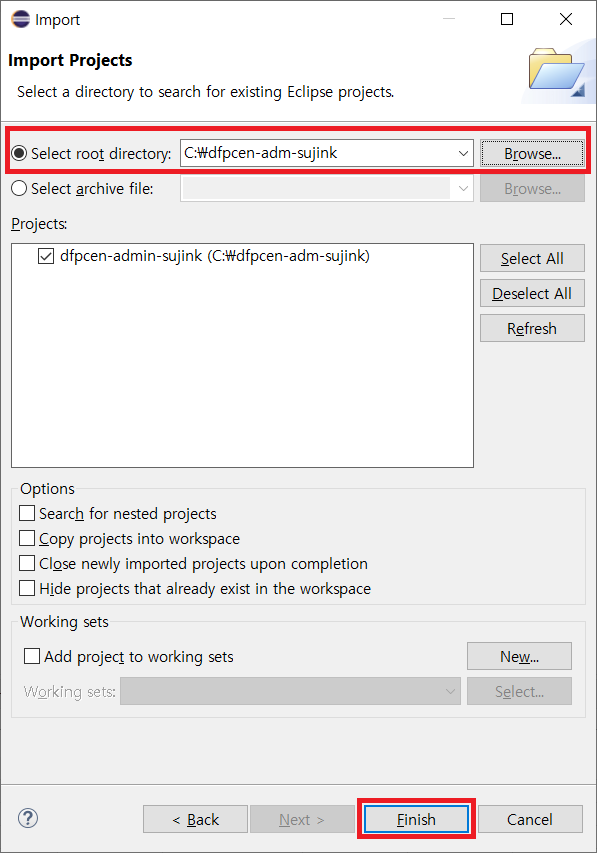 Import
Import Projects
Select a directory to search for existing Eclipse projects.
Select root directory: C:₩dfpcen-adm-sujink Browse...
Select archive file: Browse...
Projects:
dfpcen-admin-sujink (C:₩dfpcen-adm-sujink)
Select All
Deselect All
Refresh
Options
Search for nested projects
Copy projects into workspace
Close newly imported projects upon completion
Hide projects that already exist in the workspace
Working sets
Add project to working sets New...
Working sets: Select...
? < Back Next > Finish Cancel